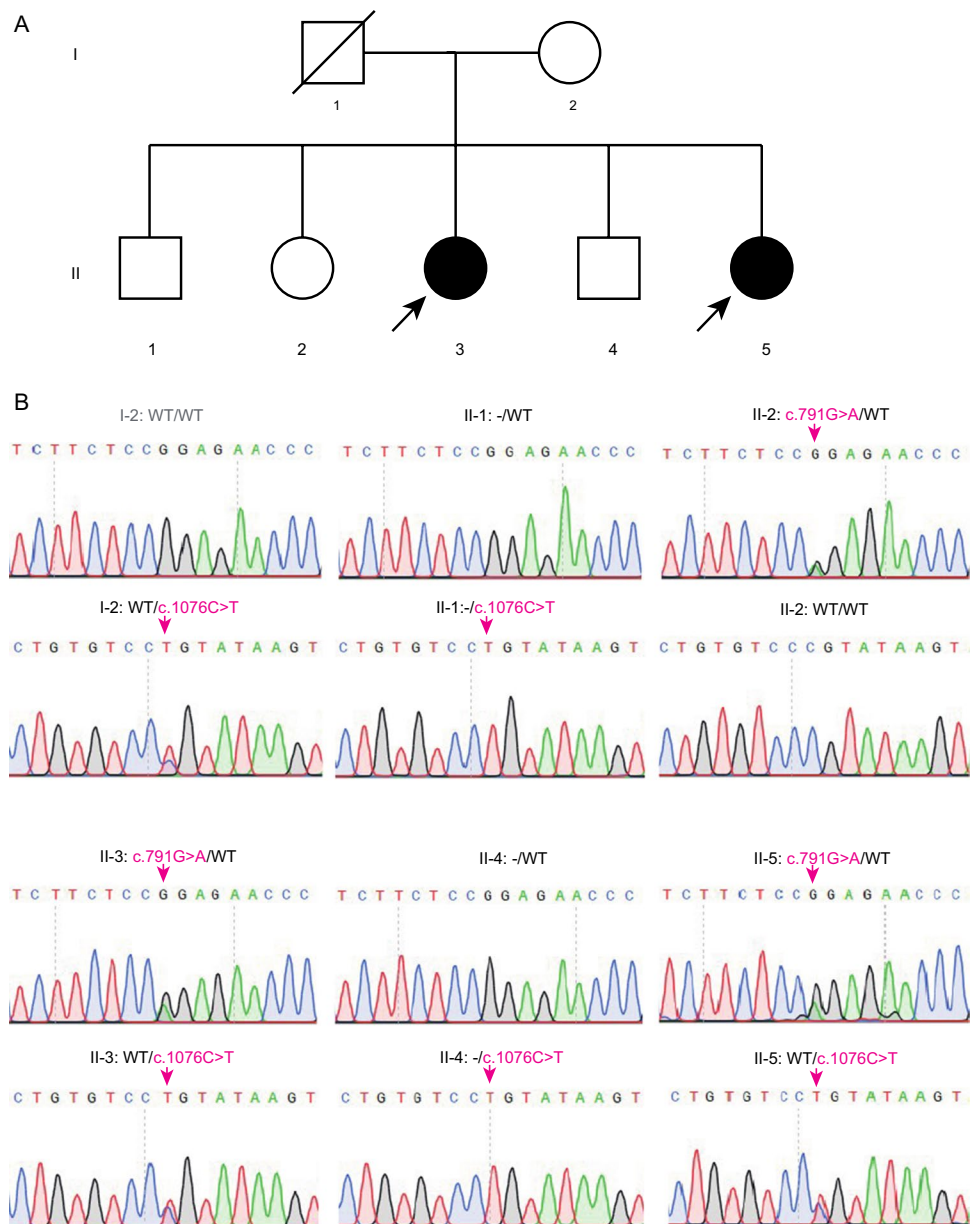 A
I
1
2
II
1
2
3
4
5
B
I-2: WT/WT
II-1: -/WT
II-2: c.791G>A/WT
T C T T C T C C G G A G A A C C C
T C T T C T C C G G A G A A C C C
T C T T C T C C G G A G A A C C C
I-2: WT/c.1076C>T
II-1:-/c.1076C>T
II-2: WT/WT
C T G T G T C C T G T A T A A G T
C T G T G T C C T G T A T A A G T
C T G T G T C C C G T A T A A G T
II-3: c.791G>A/WT
II-4: -/WT
II-5: c.791G>A/WT
T C T T C T C C G G A G A A C C C
T C T T C T C C G G A G A A C C C
T C T T C T C C G G A G A A C C C
II-3: WT/c.1076C>T
II-4: -/c.1076C>T
II-5: WT/c.1076C>T
C T G T G T C C T G T A T A A G T
C T G T G T C C T G T A T A A G T
C T G T G T C C T G T A T A A G T